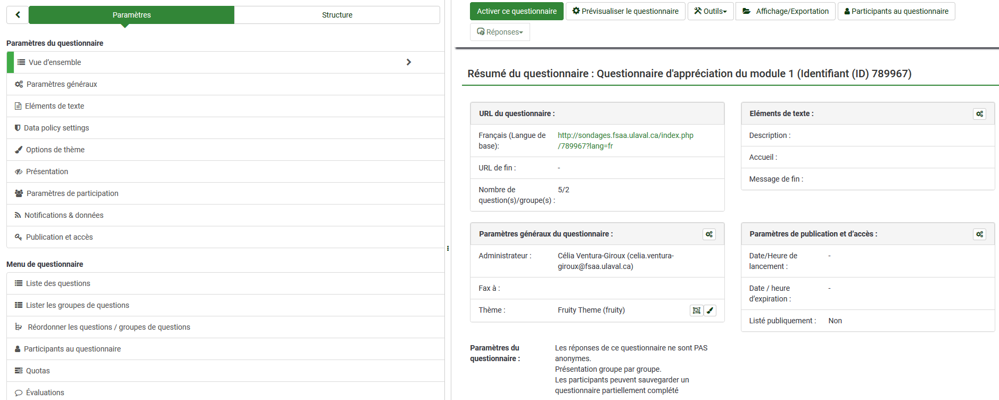 Paramètres
Structure
Paramètres du questionnaire
Vue d'ensemble
Paramètres généraux
Eléments de texte
Data policy settings
Options de thème
Présentation
Paramètres de participation
Notifications & données
Publication et accès
Menu de questionnaire
Liste des questions
Lister les groupes de questions
Réordonner les questions / groupes de questions
Participants au questionnaire
Quotas
Évaluations
Activer ce questionnaire
Prévisualiser le questionnaire
Outils
Affichage/Exportation
Participants au questionnaire
Réponses
Résumé du questionnaire : Questionnaire d'appréciation du module 1 (Identifiant (ID) 789967)
URL du questionnaire :
Français (Langue de
base):
http://sondages.fsaa.ulaval.ca/index.php
/789967?lang=fr
URL de fin :
-
Nombre de
question(s)/groupe(s) :
5/2
Eléments de texte :
Description :
Accueil :
Message de fin :
Paramètres généraux du questionnaire :
Administrateur :
Célia Ventura-Giroux (celia.ventura-
giroux@fsaa.ulaval.ca)
Fax à :
Thème :
Fruity Theme (fruity)
Paramètres de publication et d'accès :
Date/Heure de
lancement :
-
Date / heure
d'expiration :
-
Listé publiquement :
Non
Paramètres du
questionnaire :
Les réponses de ce questionnaire ne sont PAS
anonymes.
Présentation groupe par groupe.
Les participants peuvent sauvegarder un
questionnaire partiellement complété